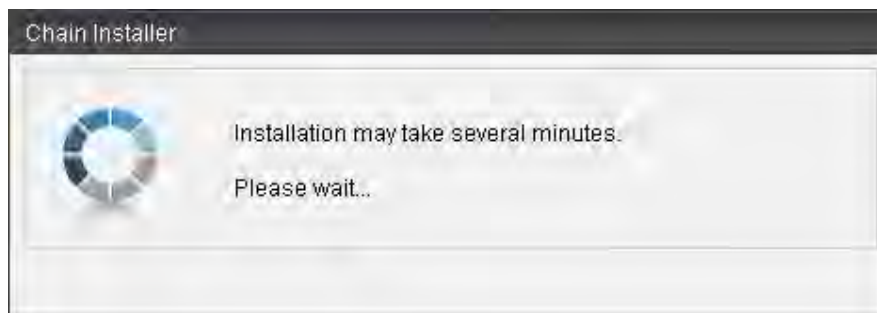 Chain Installer
Installation may take several minutes.
Please wait...